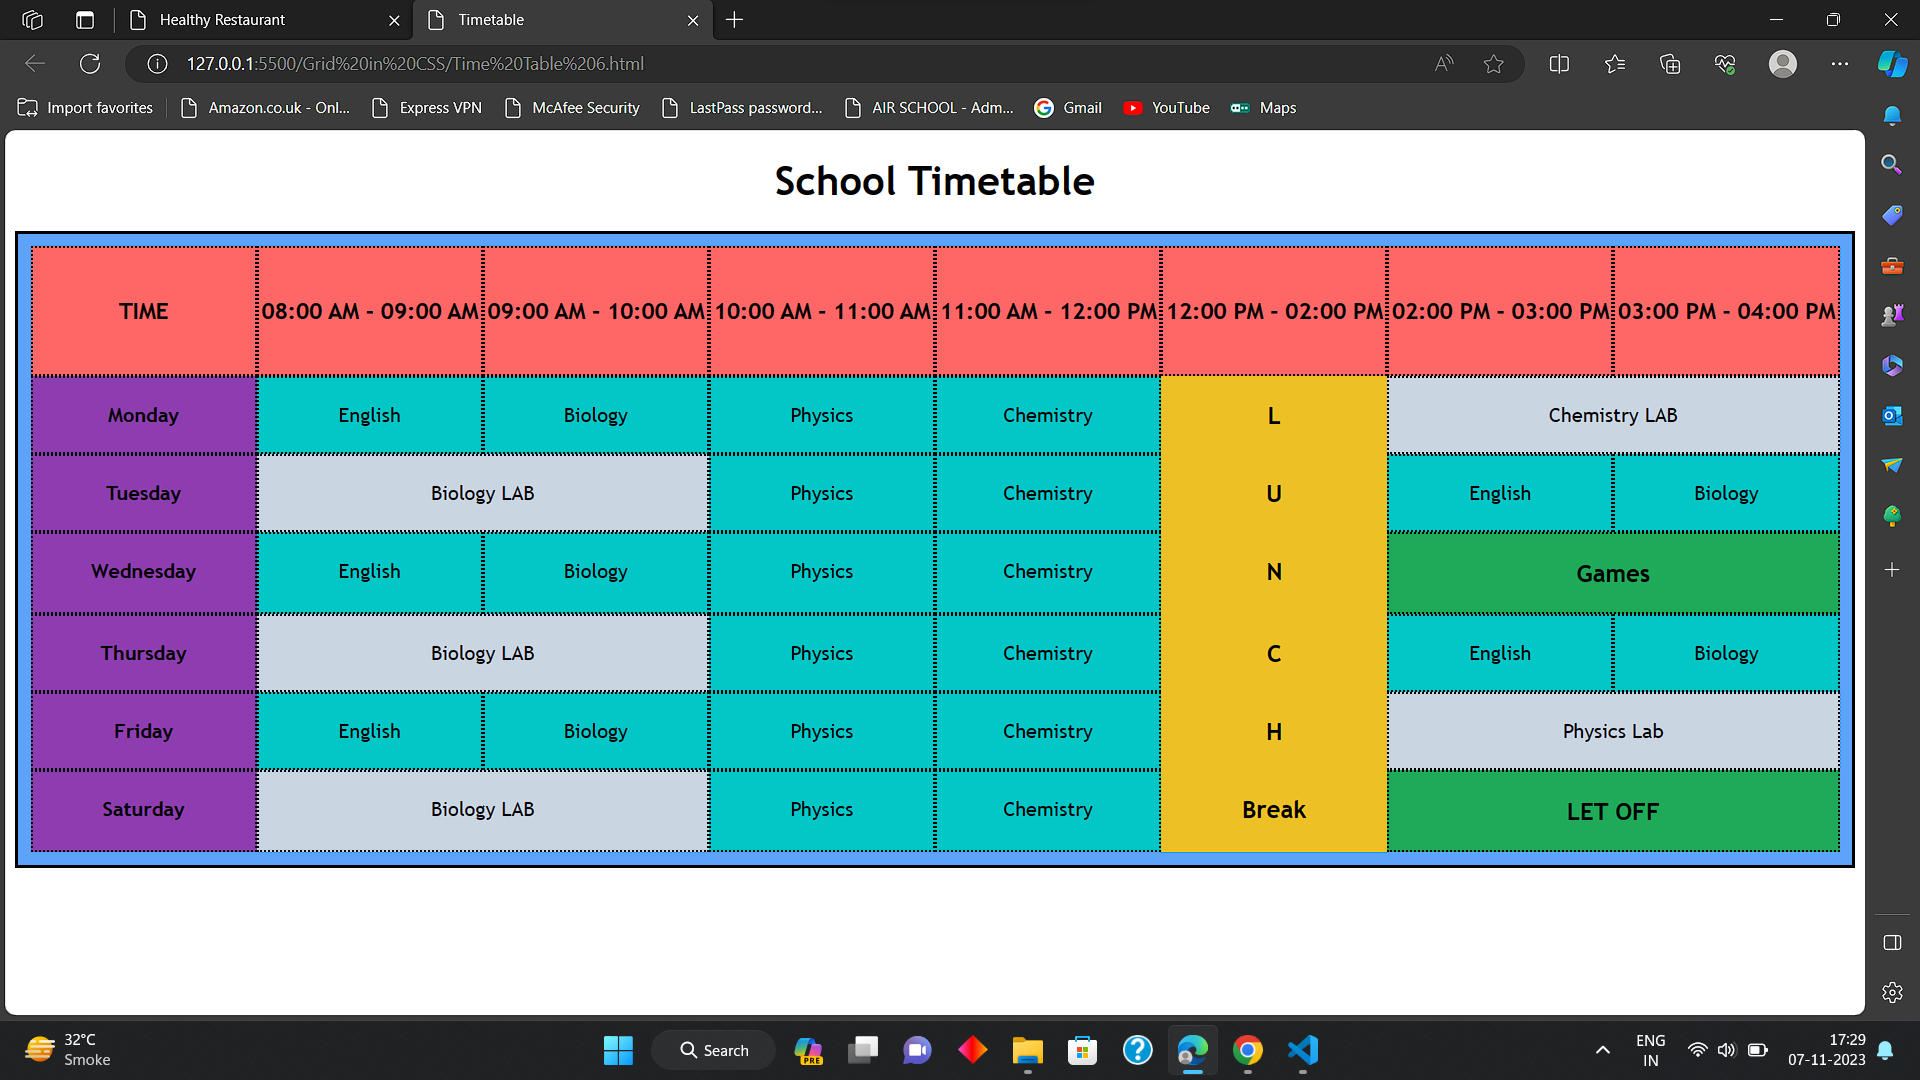 Healthy Restaurant
Timetable
127.0.0.1:5500/Grid%20in%20CSS/Time%20Table%206.html
Import favorites
Amazon.co.uk - Onl...
Express VPN
McAfee Security
LastPass password...
AIR SCHOOL - Adm...
Gmail
YouTube
Maps
School Timetable
TIME 08:00 AM - 09:00 AM 09:00 AM - 10:00 AM 10:00 AM - 11:00 AM 11:00 AM - 12:00 PM 12:00 PM - 02:00 PM 02:00 PM - 03:00 PM 03:00 PM - 04:00 PM
Monday English Biology Physics Chemistry L Chemistry LAB
Tuesday Biology LAB Physics Chemistry U English Biology
Wednesday English Biology Physics Chemistry N Games
Thursday Biology LAB Physics Chemistry C English Biology
Friday English Biology Physics Chemistry H Physics Lab
Saturday Biology LAB Physics Chemistry Break LET OFF
32°C
Smoke
Search
PRE
ENG
IN
17:29
07-11-2023